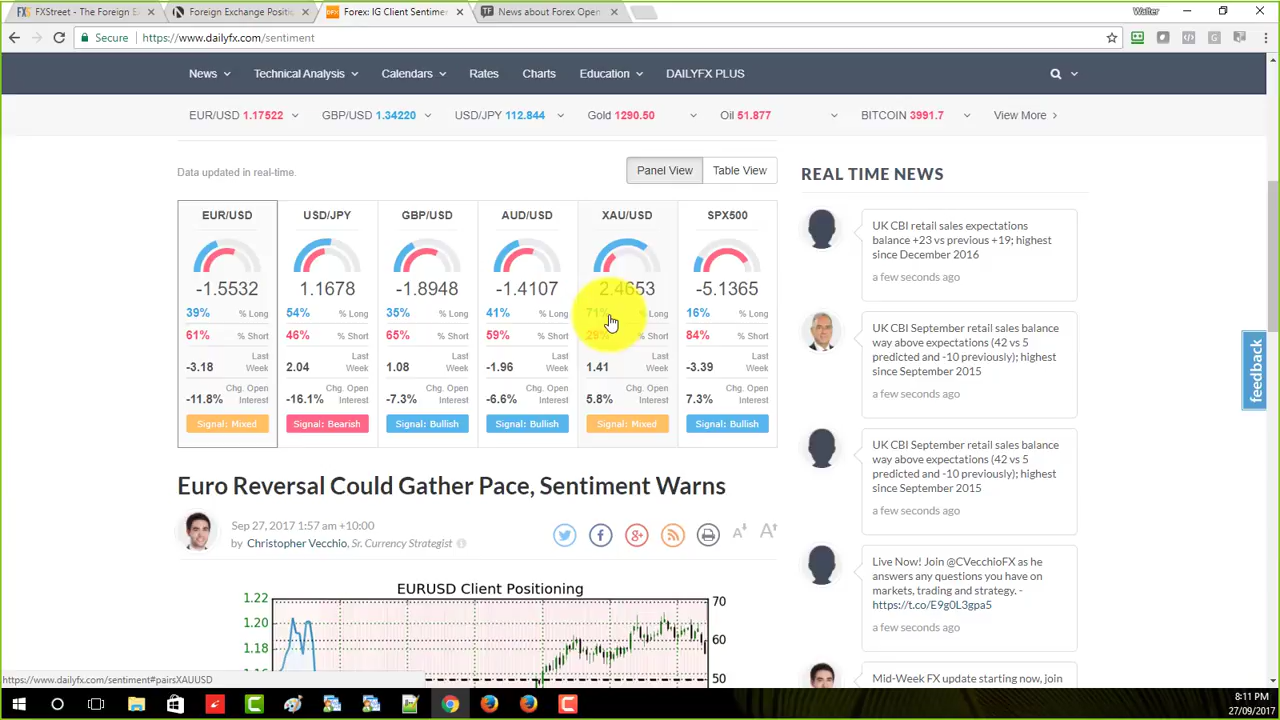 FXStreet - The Foreign E
Foreign Exchange Positi
Forex: IG Client Sentime
News about Forex Open
Walter
Secure
https://www.dailyfx.com/sentiment
News
Technical Analysis
Calendars
Rates
Charts
Education
DAILYFX PLUS
EUR/USD 1.17522
GBP/USD 1.34220
USD/JPY 112.844
Gold 1290.50
Oil 51.877
BITCOIN 3991.7
View More
Data updated in real-time.
Panel View
Table View
EUR/USD
-1.5532
39% % Long
61% % Short
-3.18 Last Week
-11.8% Chg. Open Interest
Signal: Mixed
USD/JPY
1.1678
54% % Long
46% % Short
2.04 Last Week
-16.1% Chg. Open Interest
Signal: Bearish
GBP/USD
-1.8948
35% % Long
65% % Short
1.08 Last Week
-7.3% Chg. Open Interest
Signal: Bullish
AUD/USD
-1.4107
41% % Long
59% % Short
-1.96 Last Week
-6.6% Chg. Open Interest
Signal: Bullish
XAU/USD
2.4653
71% % Long
% Short
1.41 Last Week
5.8% Chg. Open Interest
Signal: Mixed
SPX500
-5.1365
16% % Long
84% % Short
-3.39 Last Week
7.3% Chg. Open Interest
Signal: Bullish
Euro Reversal Could Gather Pace, Sentiment Warns
Sep 27, 2017 1:57 am +10:00
by Christopher Vecchio, Sr. Currency Strategist
EURUSD Client Positioning
1.22
1.20
1.18
70
60
50
REAL TIME NEWS
UK CBI retail sales expectations
balance +23 vs previous +19; highest
since December 2016
a few seconds ago
UK CBI September retail sales balance
way above expectations (42 vs 5
predicted and -10 previously); highest
since September 2015
a few seconds ago
UK CBI September retail sales balance
way above expectations (42 vs 5
predicted and -10 previously); highest
since September 2015
a few seconds ago
Live Now! Join @CVecchioFX as he
answers any questions you have on
markets, trading and strategy. -
https://t.co/E9g0L3gpa5
a few seconds ago
Mid-Week FX update starting now, join
feedback
https://www.dailyfx.com/sentiment#pairsXAUUSD
8:11 PM
27/09/2017